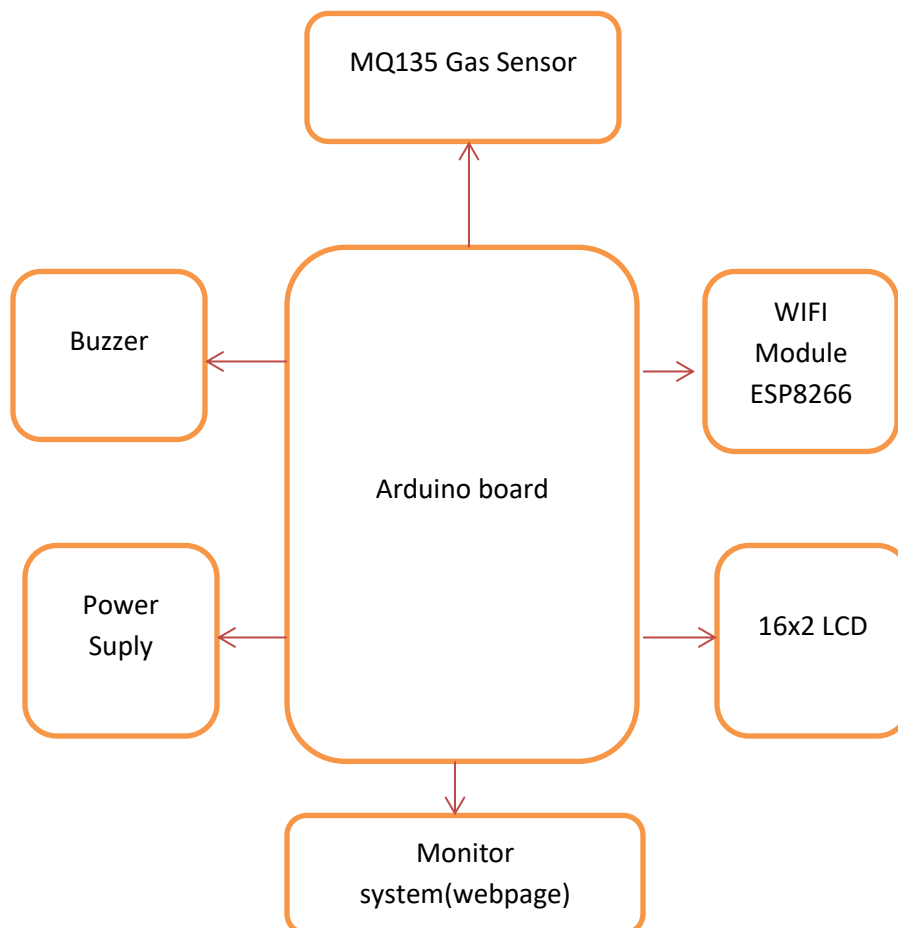 MQ135 Gas Sensor
Buzzer
WIFI
Module
ESP8266
Arduino board
Power
Suply
16x2 LCD
Monitor
system(webpage)